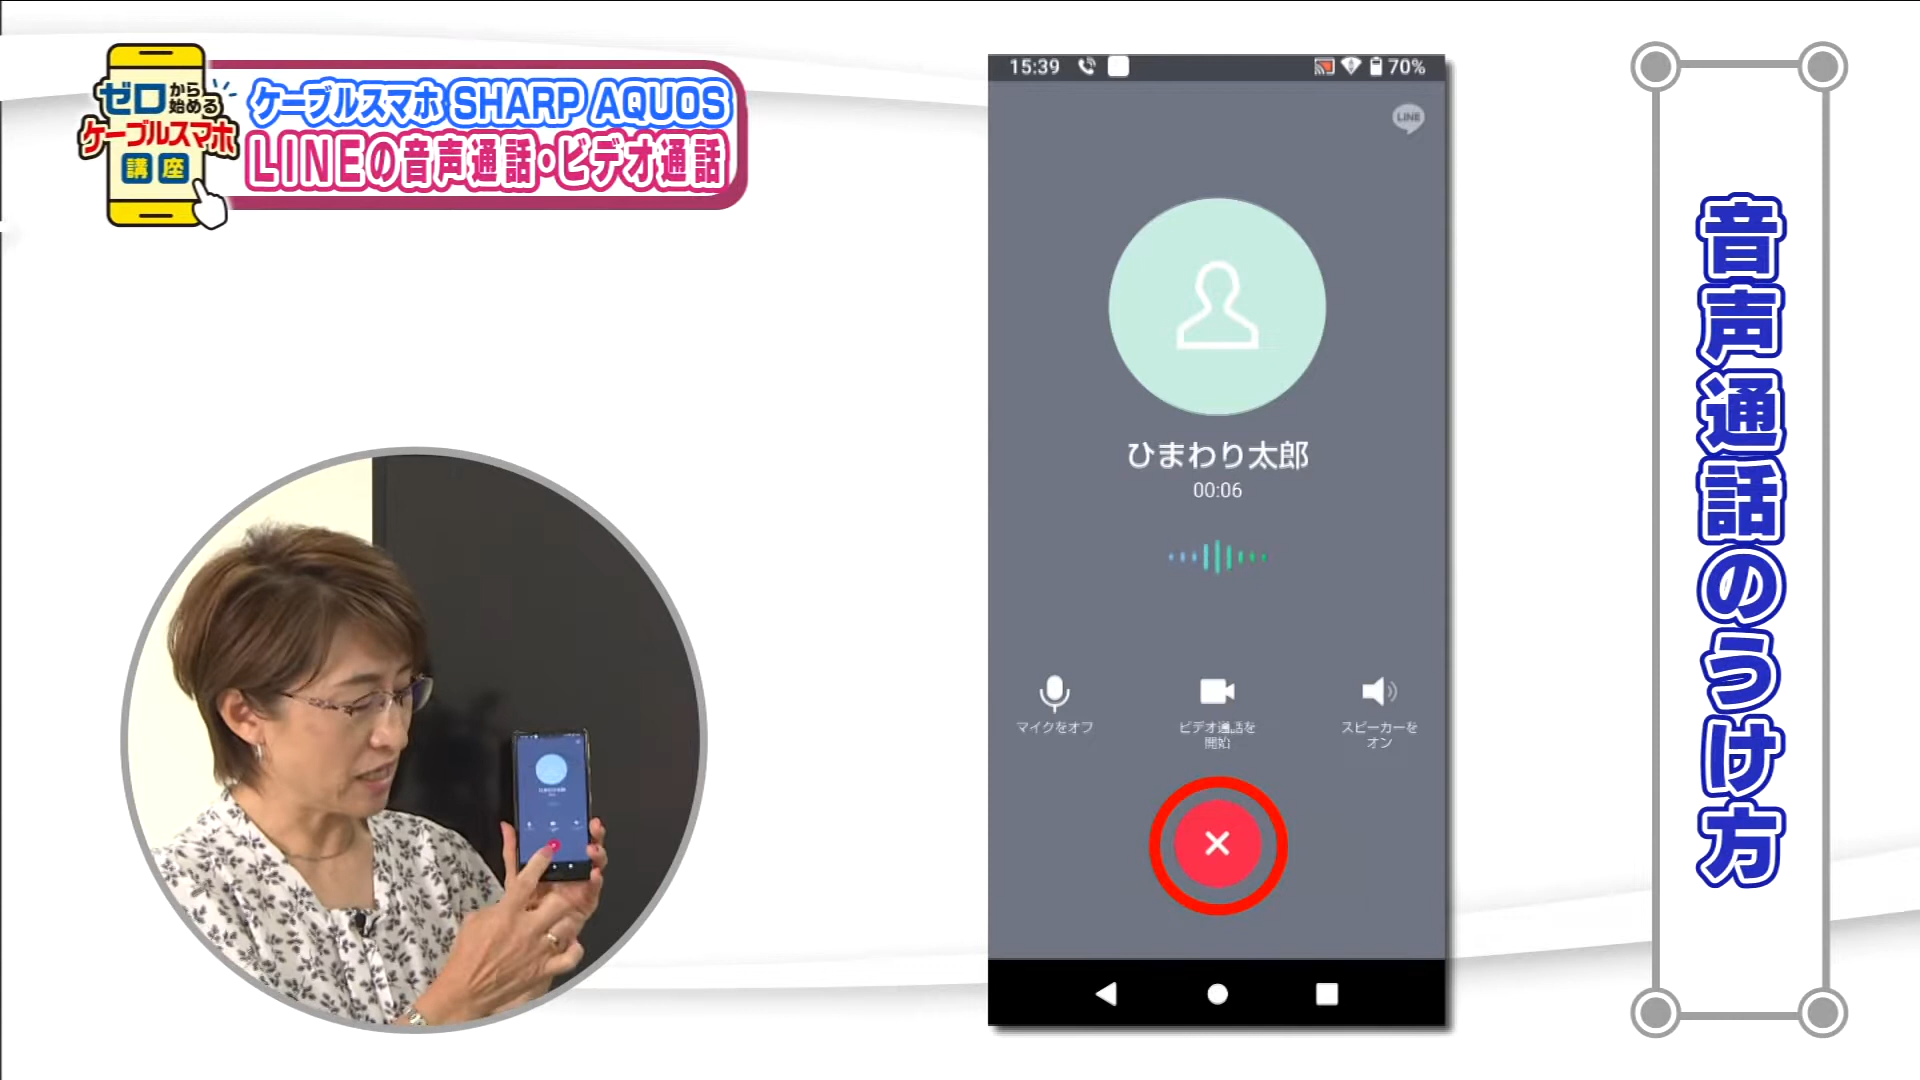 ゼロから始める
ケーブルスマホ
講座
ケーブルスマホ SHARP AQUOS
LINEの音声通話・ビデオ通話
15:39
70%
LINE
ひまわり太郎
00:06
マイクをオフ
ビデオ通話を
開始
スピーカーを
オン
音声通話のうけ方